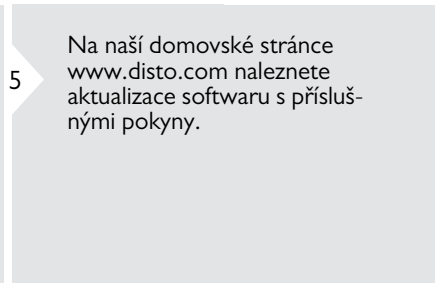 5
Na naší domovské stránce
www.disto.com naleznete
aktualizace softwaru s přísluš-
nými pokyny.